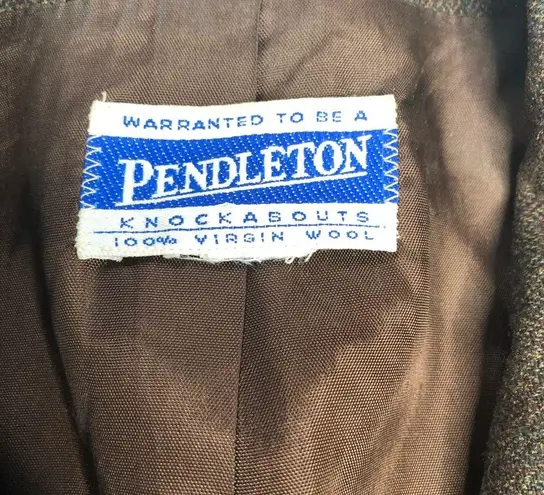 WARRANTED TO BE A
PENDLETON
KNOCKABOUTS
100% VIRGIN WOOL